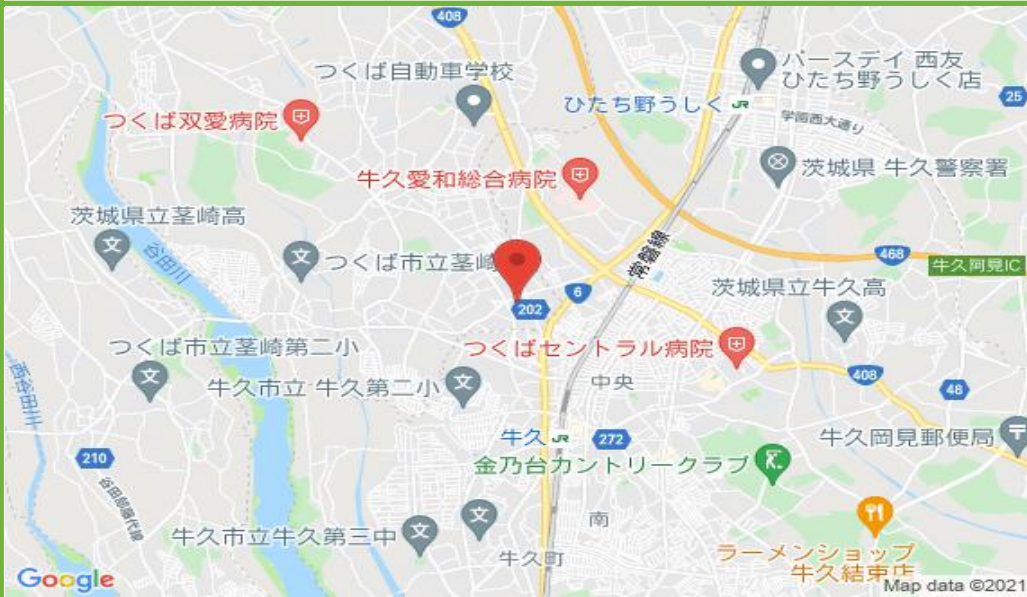 408
つくば自動車学校
バースデイ 西友
ひたち野うしく店
ひたち野うしく JR
25
つくば双愛病院
学園西大通り
牛久愛和総合病院
茨城県 牛久警察署
茨城県立茎崎高
谷田川
常磐線
つくば市立茎崎
468
牛久阿見IC
6
茨城県立牛久高
202
つくば市立茎崎第二小
つくばセントラル病院
西谷田川
牛久市立 牛久第二小
中央
408
48
牛久 JR
272
牛久岡見郵便局
210
金乃台カントリークラブ
牛久市立牛久第三中
南
牛久町
ラーメンショップ
牛久結束店
Google
Map data ©2021